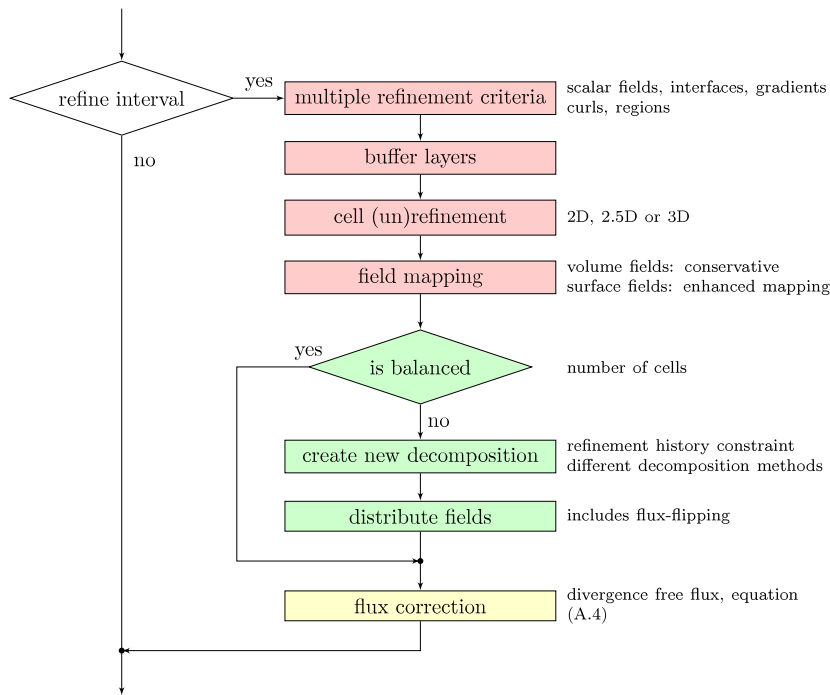 yes
refine interval
multiple refinement criteria
scalar fields, interfaces, gradients
curls, regions
no
buffer layers
cell (un)refinement
2D, 2.5D or 3D
field mapping
volume fields: conservative
surface fields: enhanced mapping
yes
is balanced
number of cells
no
create new decomposition
refinement history constraint
different decomposition methods
distribute fields
includes flux-flipping
flux correction
divergence free flux, equation
(A.4)